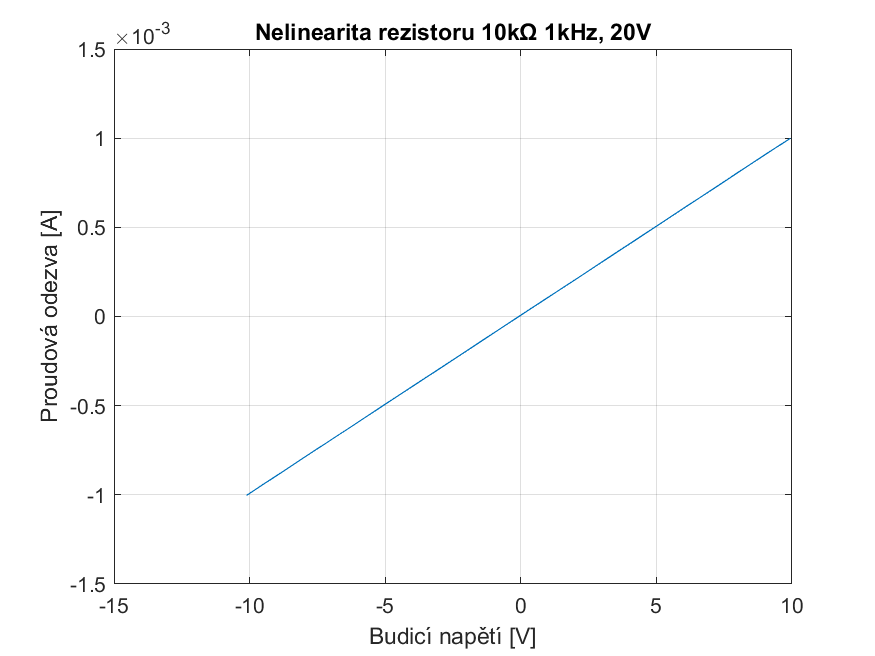 Nelinearita rezistoru 10kΩ 1kHz, 20V
×10-3
1.5
1
0.5
0
-0.5
-1
-1.5
Proudová odezva [A]
-15 -10 -5 0 5 10
Budicí napětí [V]